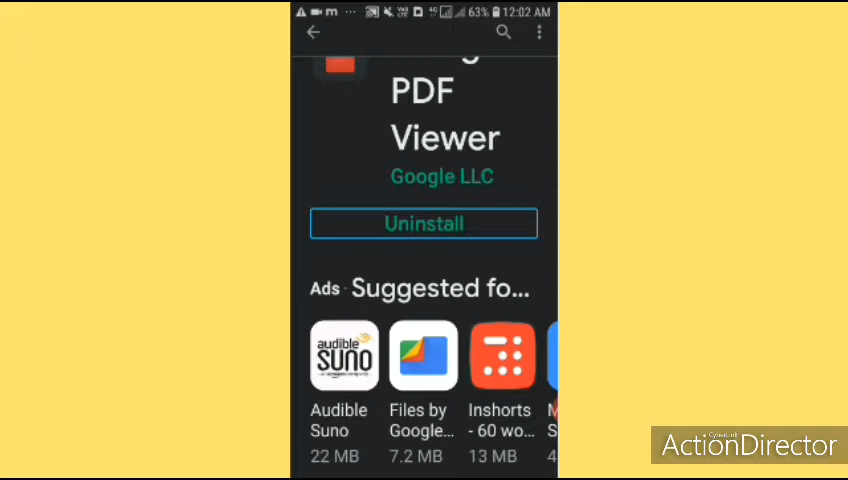 63% 12:02 AM
PDF
Viewer
Google LLC
Uninstall
Ads · Suggested fo...
audible
suno
Audible
Suno
22 MB
Files by
Google...
7.2 MB
Inshorts
- 60 wo...
13 MB
CyberLink
ActionDirector